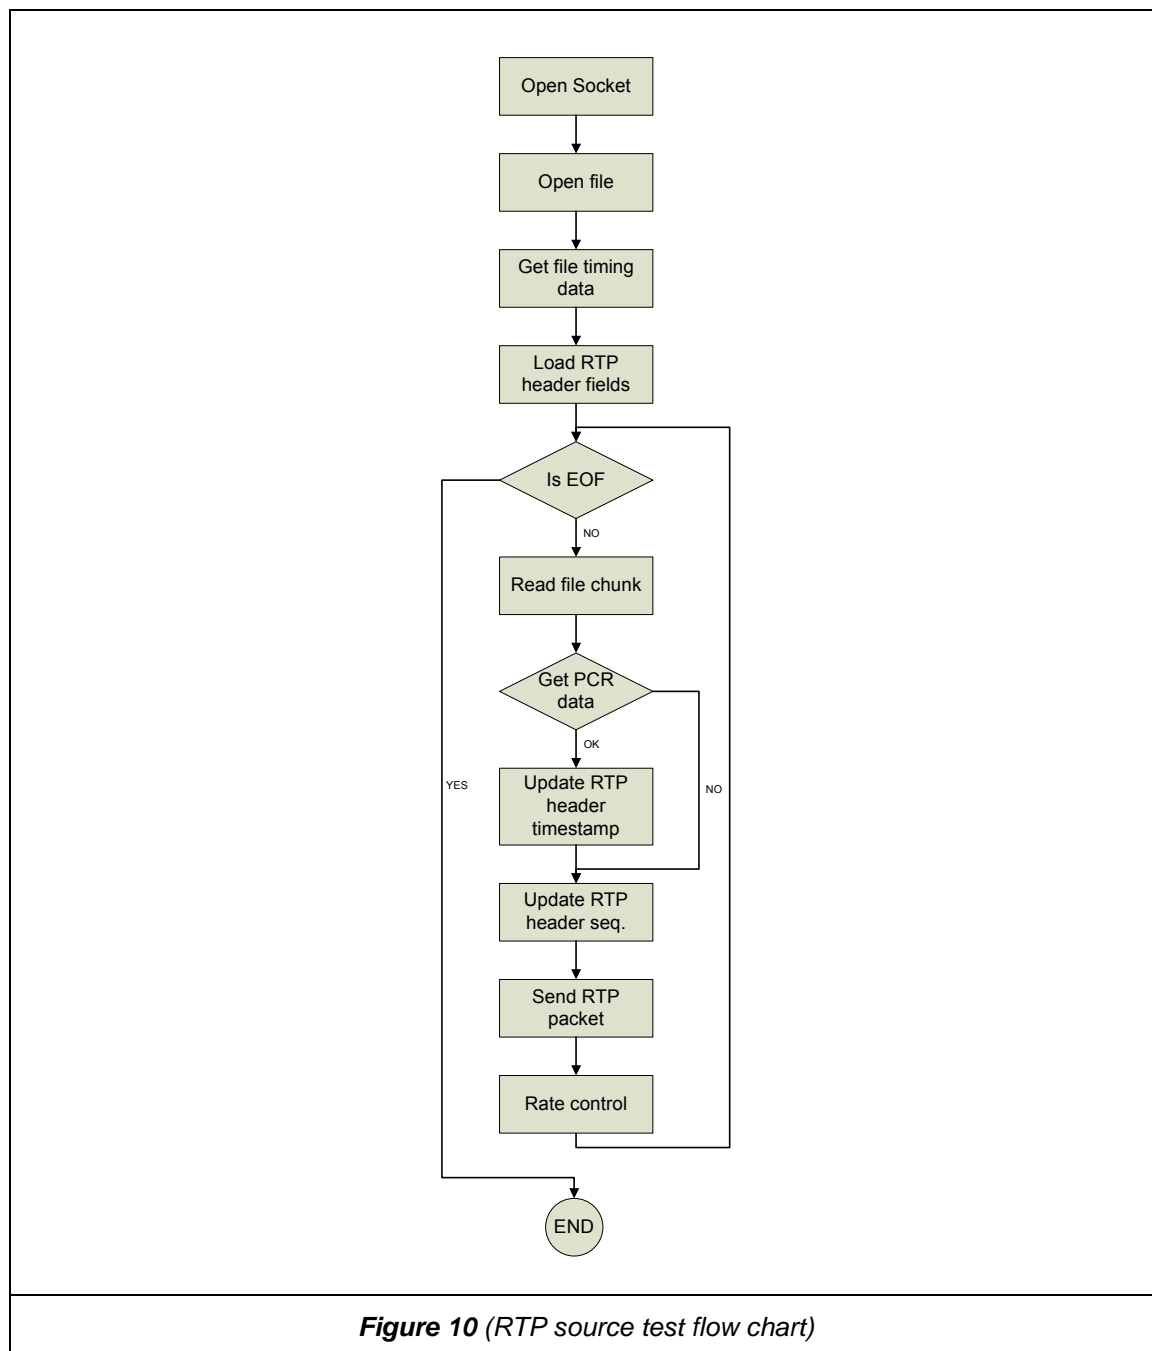 Open Socket
Open file
Get file timing
data
Load RTP
header fields
Is EOF
NO
Read file chunk
Get PCR
data
OK
YES
Update RTP
header
timestamp
NO
Update RTP
header seq.
Send RTP
packet
Rate control
END
Figure 10 (RTP source test flow chart)